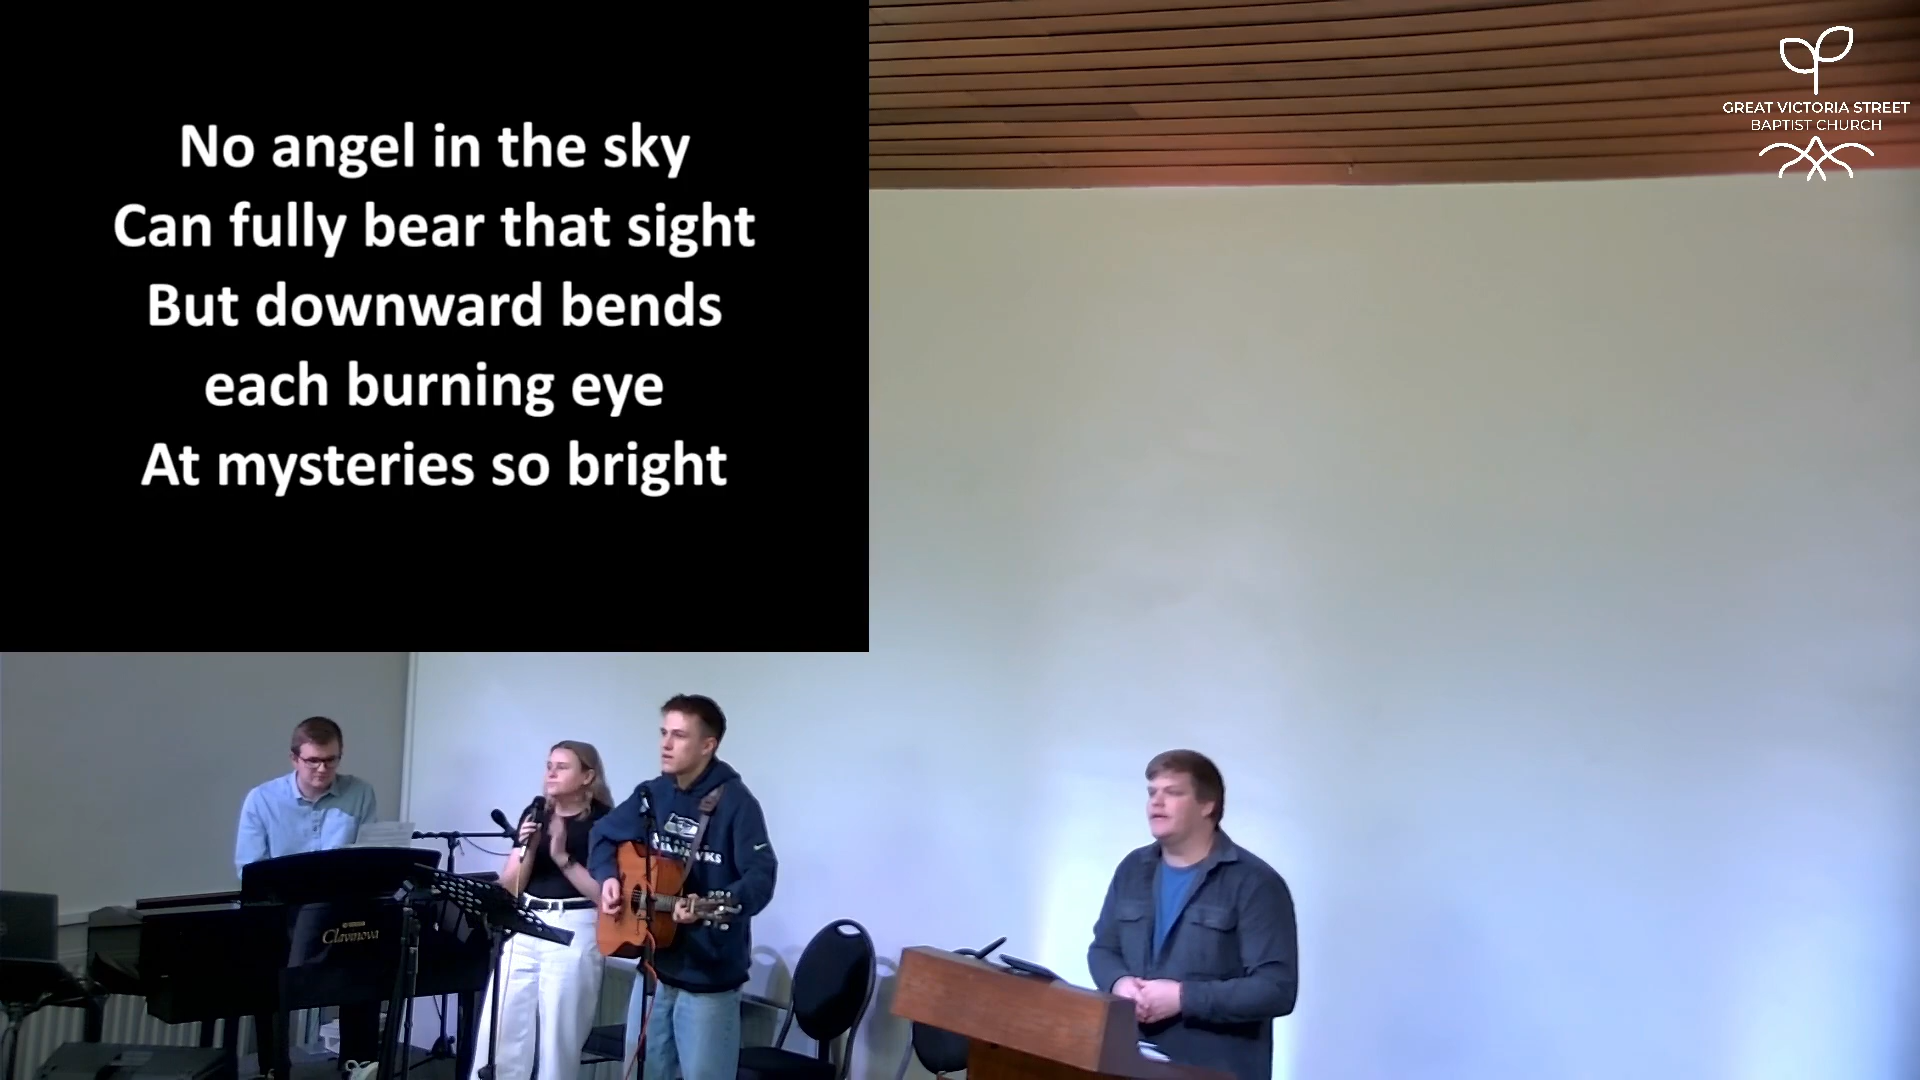 No angel in the sky
Can fully bear that sight
But downward bends
each burning eye
At mysteries so bright
GREAT VICTORIA STREET
BAPTIST CHURCH
Clavinova